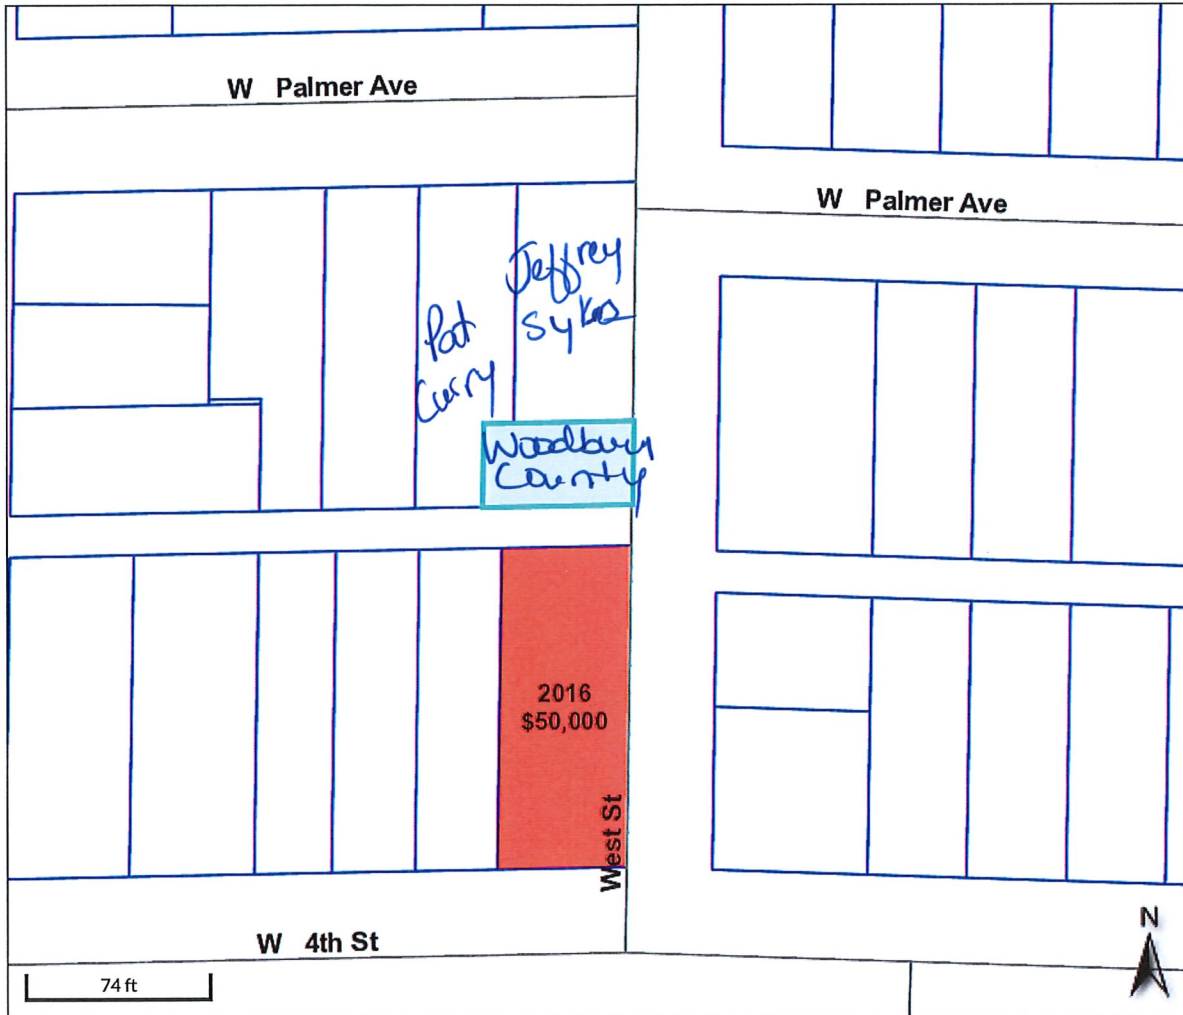 W Palmer Ave
W Palmer Ave
Jeffrey
Sykes
Pat
Curry
Woodbury
County
2016
$50,000
West St
W 4th St
74 ft
N